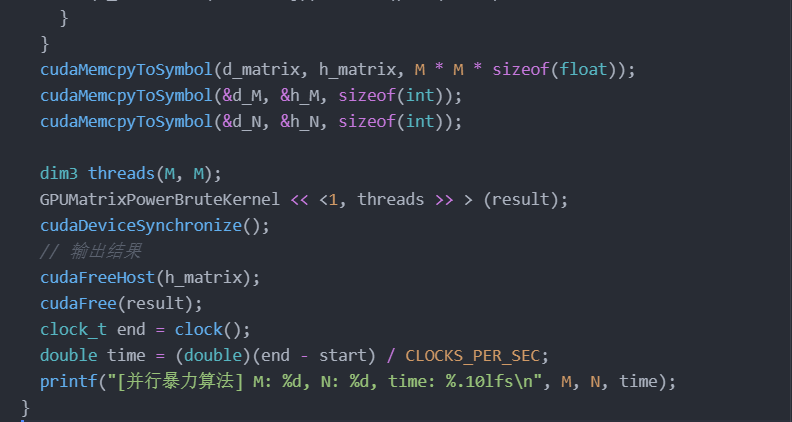 }
}
cudaMemcpyToSymbol(d_matrix, h_matrix, M * M * sizeof(float));
cudaMemcpyToSymbol(&d_M, &h_M, sizeof(int));
cudaMemcpyToSymbol(&d_N, &h_N, sizeof(int));
dim3 threads(M, M);
GPUMatrixPowerBruteKernel << <1, threads >> > (result);
cudaDeviceSynchronize();
// 输出结果
cudaFreeHost(h_matrix);
cudaFree(result);
clock_t end = clock();
double time = (double)(end - start) / CLOCKS_PER_SEC;
printf("[并行暴力算法] M: %d, N: %d, time: %.10lfs\n", M, N, time);
}